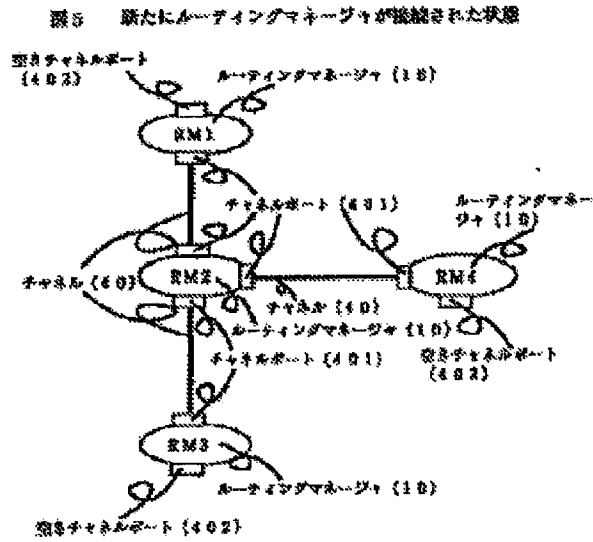 図5 新たにルーティングマネージャが接続された状態
空きチャネルポート
(402)
ルーティングマネージャ(10)
RM1
チャネルポート(401)
ルーティングマネー
ジャ(10)
チャネル(40)
RM2
RM4
チャネル(40)
ルーティングマネージャ(10)
チャネルポート(401)
空きチャネルポート
(402)
RM3
ルーティングマネージャ(10)
空きチャネルポート(402)